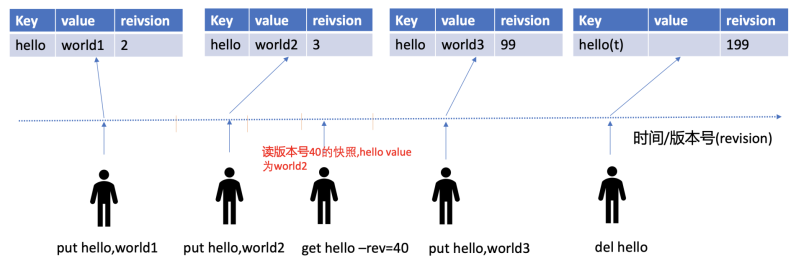 Key value reivsion
hello world1 2
Key value reivsion
hello world2 3
Key value reivsion
hello world3 99
Key value reivsion
hello(t) 199
时间/版本号(revision)
读版本号40的快照,hello value
为world2
put hello,world1
put hello,world2
get hello –rev=40
put hello,world3
del hello